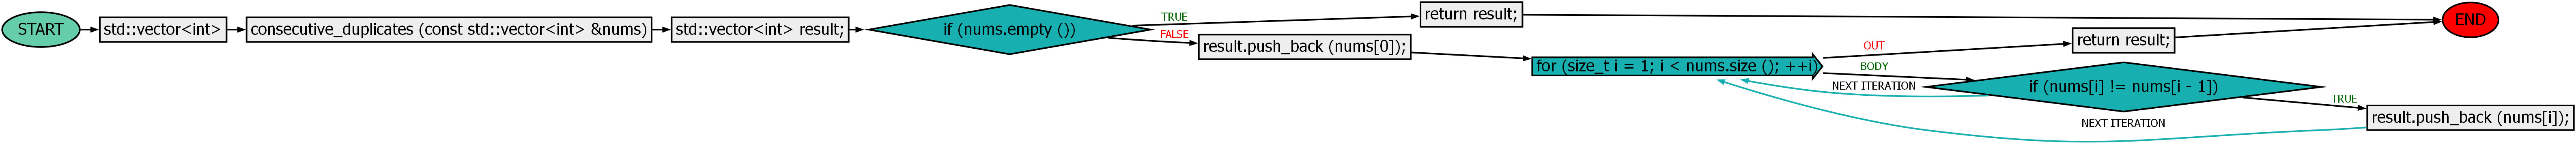 START
std::vector<int>
consecutive_duplicates (const std::vector<int> &nums)
std::vector<int> result;
if (nums.empty ())
TRUE
return result;
FALSE
result.push_back (nums[0]);
for (size_t i = 1; i < nums.size (); ++i)
OUT
return result;
END
BODY
NEXT ITERATION
if (nums[i] != nums[i - 1])
TRUE
result.push_back (nums[i]);
NEXT ITERATION